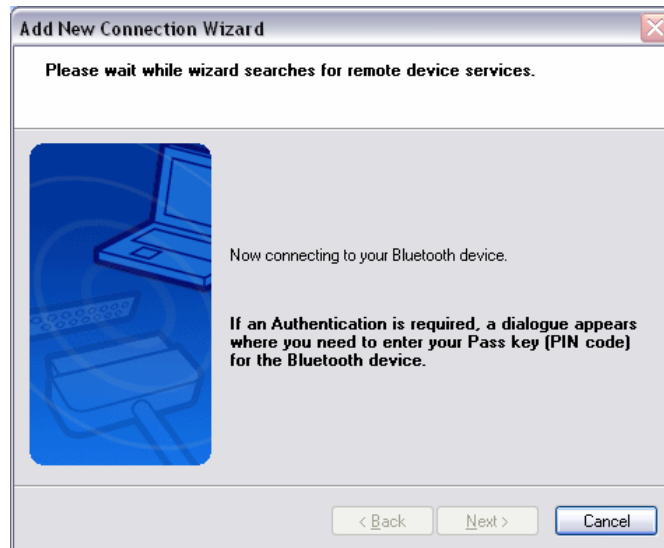 Add New Connection Wizard
Please wait while wizard searches for remote device services.
Now connecting to your Bluetooth device.
If an Authentication is required, a dialogue appears
where you need to enter your Pass key (PIN code)
for the Bluetooth device.
< Back
Next >
Cancel